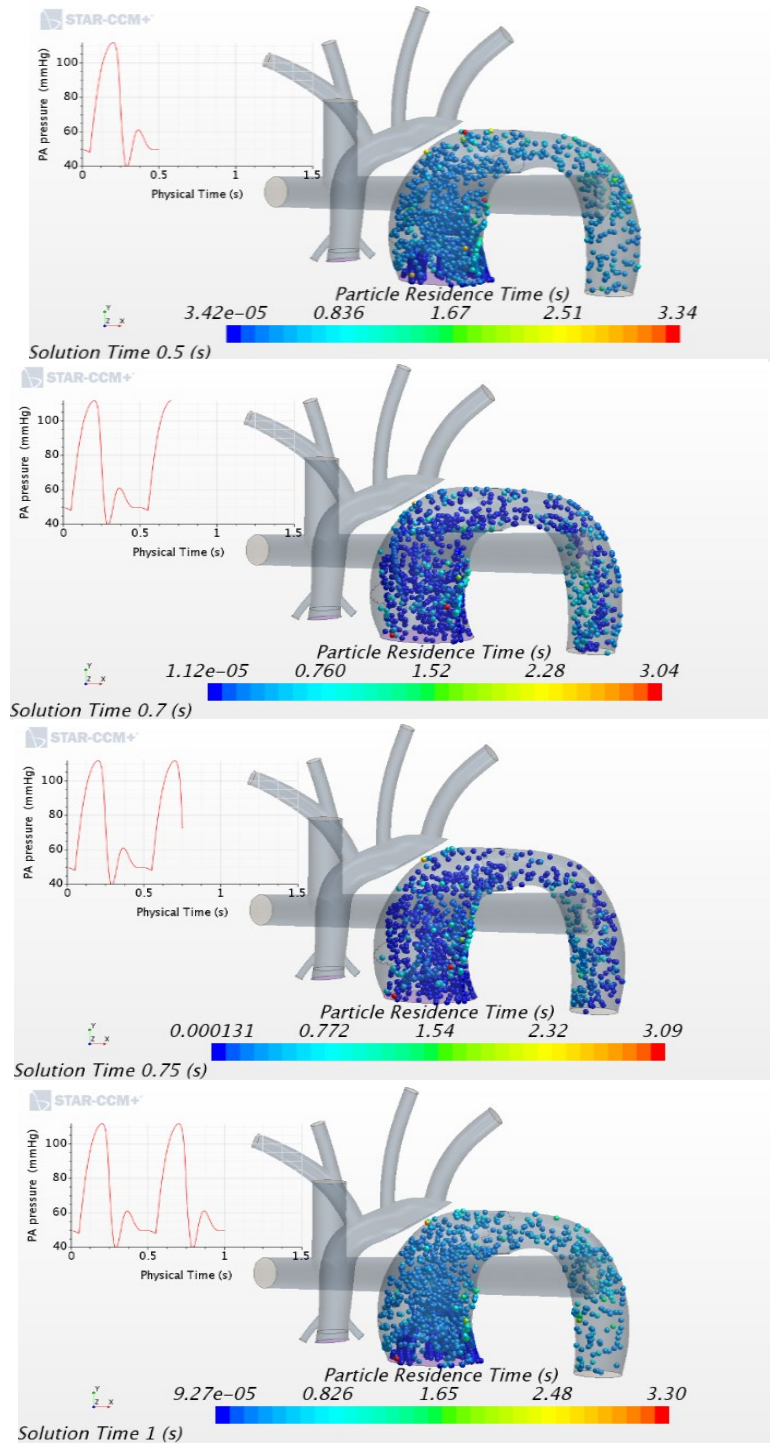 STAR-CCM+
PA pressure (mmHg)
100
80
60
40
0
0.5
1
1.5
Physical Time (s)
Particle Residence Time (s)
3.42e-05 0.836 1.67 2.51 3.34
Y
Z X
Solution Time 0.5 (s)
STAR-CCM+
PA pressure (mmHg)
100
80
60
40
0
0.5
1
1.5
Physical Time (s)
Particle Residence Time (s)
1.12e-05 0.760 1.52 2.28 3.04
Y
Z X
Solution Time 0.7 (s)
STAR-CCM+
PA pressure (mmHg)
100
80
60
40
0
0.5
1
1.5
Physical Time (s)
Particle Residence Time (s)
0.000131 0.772 1.54 2.32 3.09
Y
Z X
Solution Time 0.75 (s)
STAR-CCM+
PA pressure (mmHg)
100
80
60
40
0
0.5
1
1.5
Physical Time (s)
Particle Residence Time (s)
9.27e-05 0.826 1.65 2.48 3.30
Y
Z X
Solution Time 1 (s)